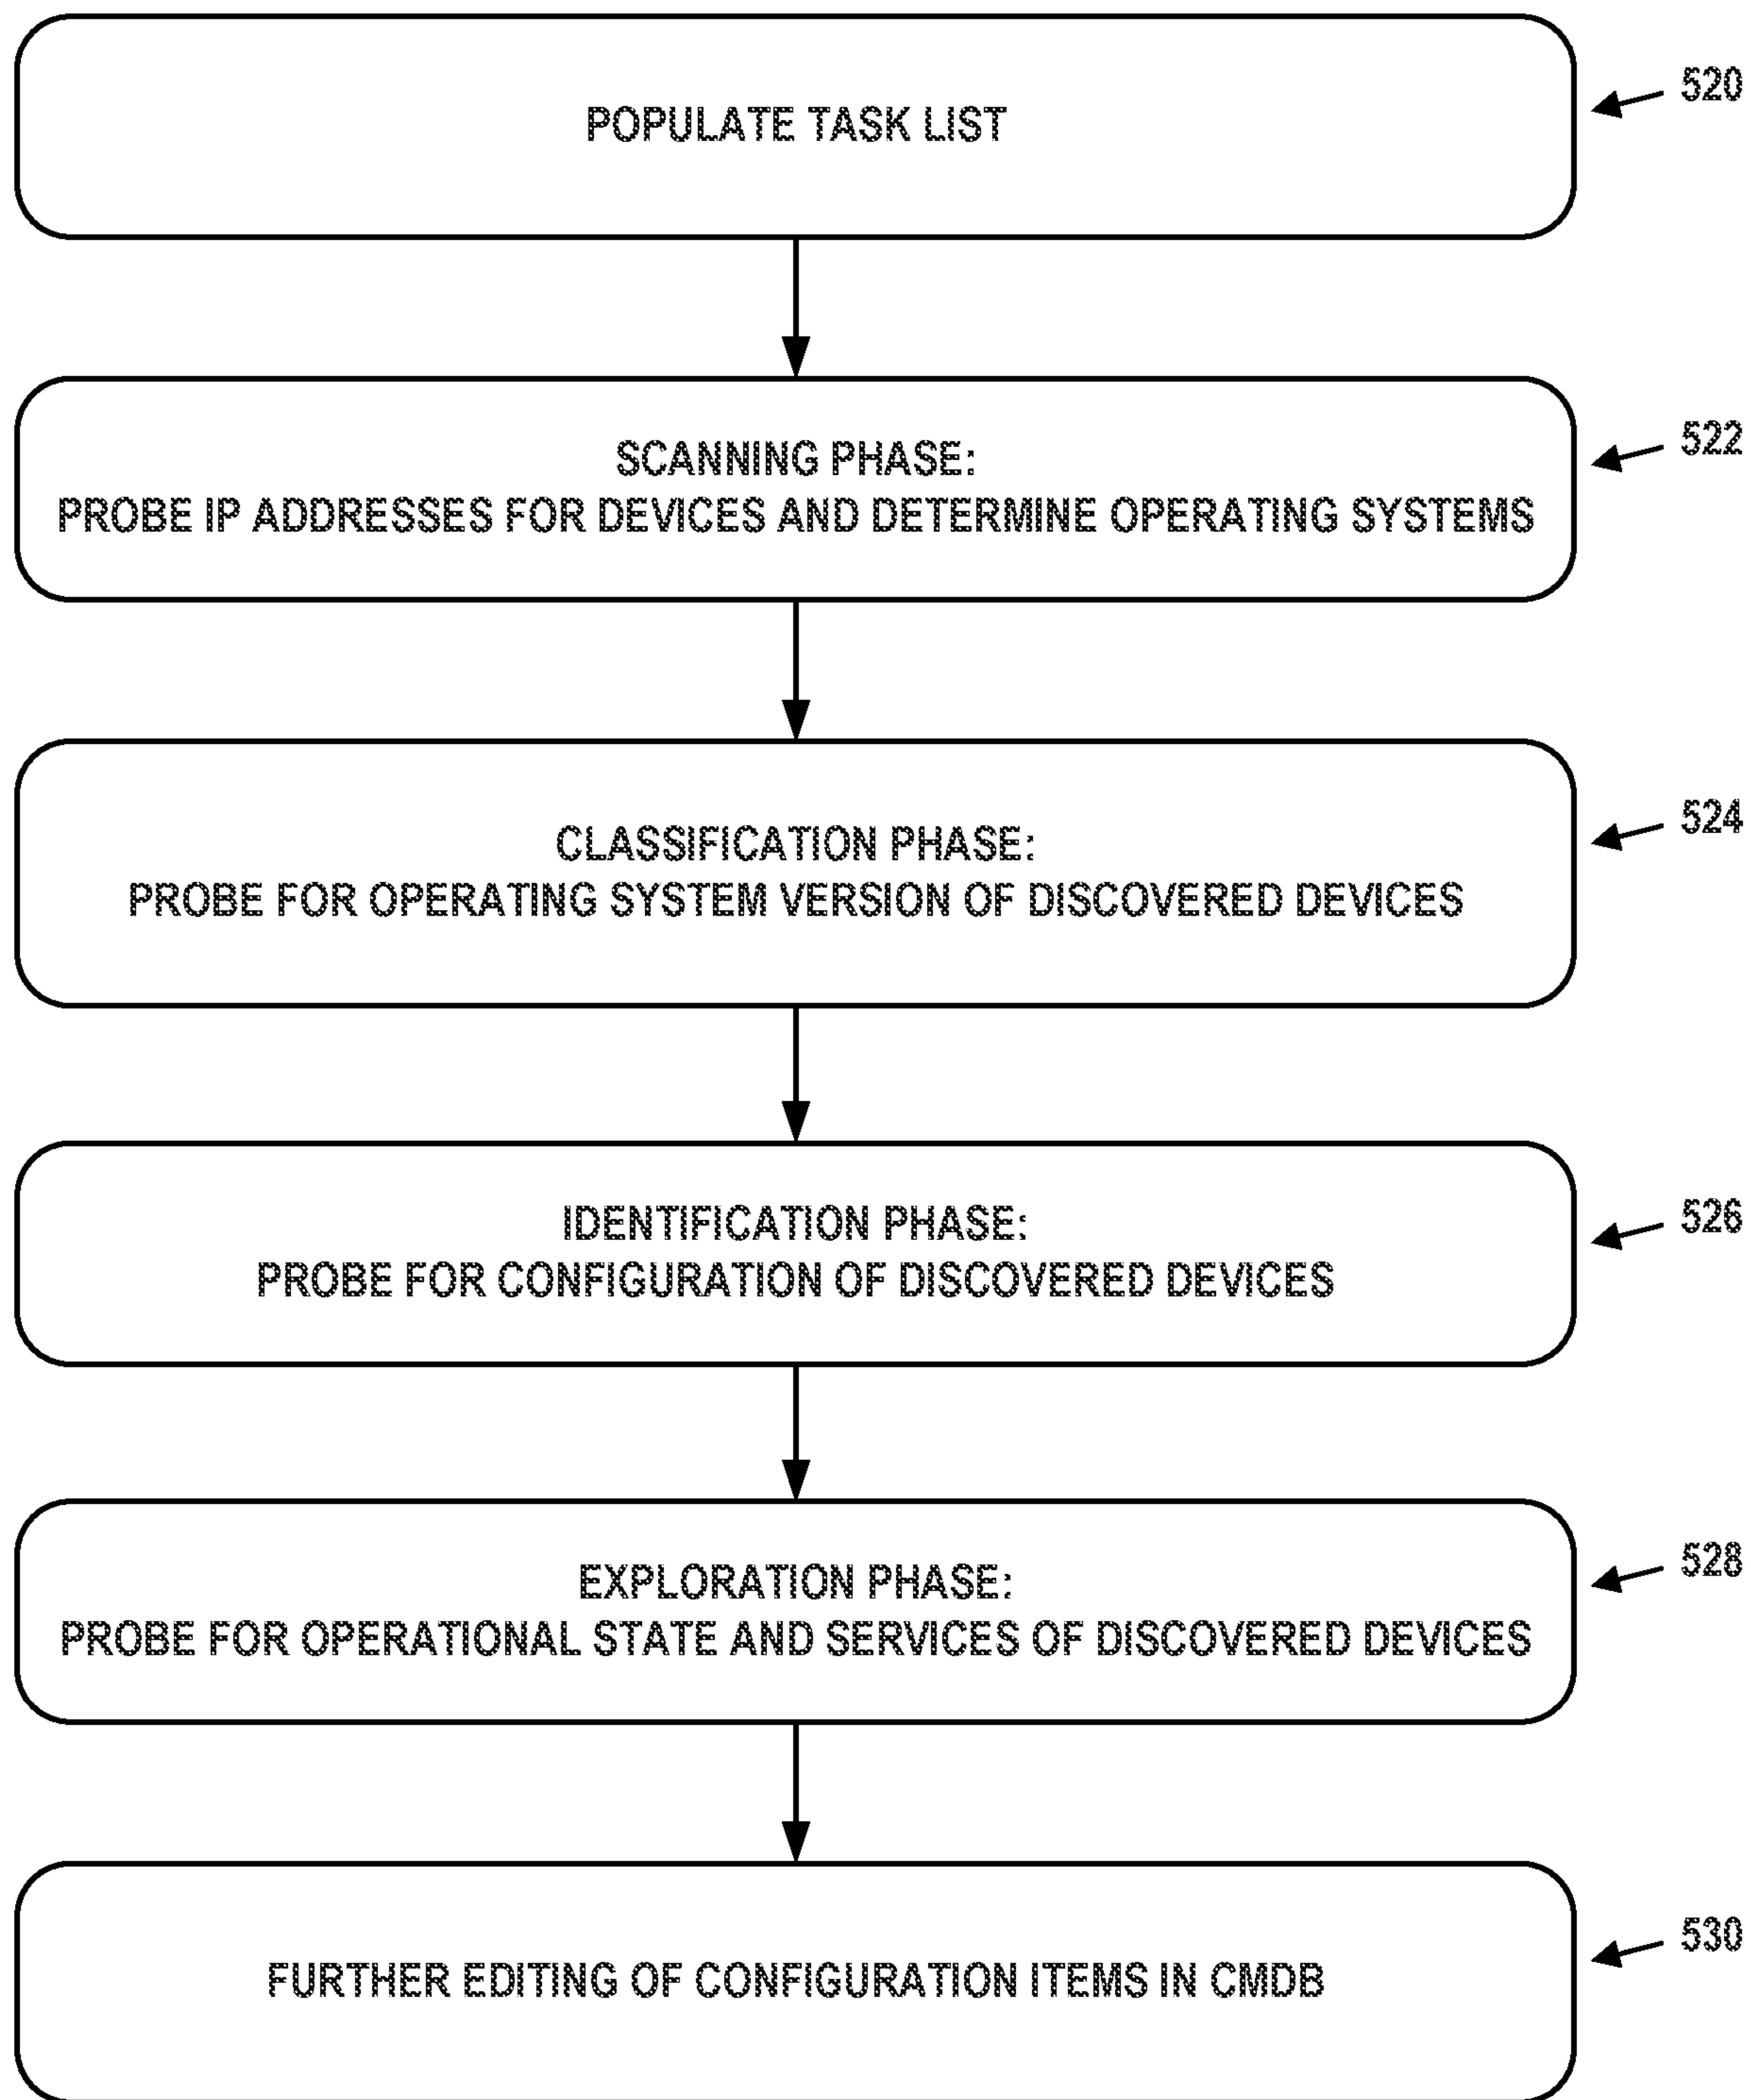 POPULATE TASK LIST
520
SCANNING PHASE:
PROBE IP ADDRESSES FOR DEVICES AND DETERMINE OPERATING SYSTEMS
522
CLASSIFICATION PHASE:
PROBE FOR OPERATING SYSTEM VERSION OF DISCOVERED DEVICES
524
IDENTIFICATION PHASE:
PROBE FOR CONFIGURATION OF DISCOVERED DEVICES
526
EXPLORATION PHASE:
PROBE FOR OPERATIONAL STATE AND SERVICES OF DISCOVERED DEVICES
528
FURTHER EDITING OF CONFIGURATION ITEMS IN CMDB
530